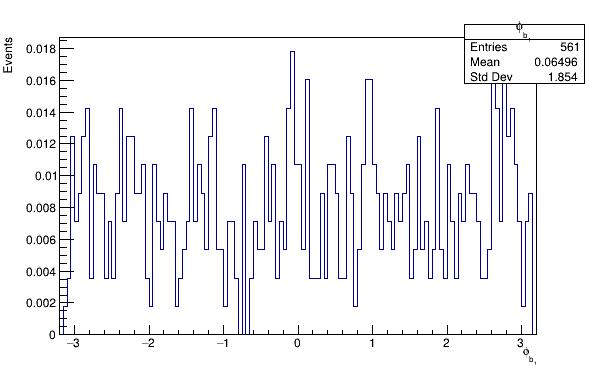 ϕ_b₁
Entries 561
Mean 0.06496
Std Dev 1.854
Events
0.018
0.016
0.014
0.012
0.01
0.008
0.006
0.004
0.002
0
−3 −2 −1 0 1 2 3
ϕ_b₁